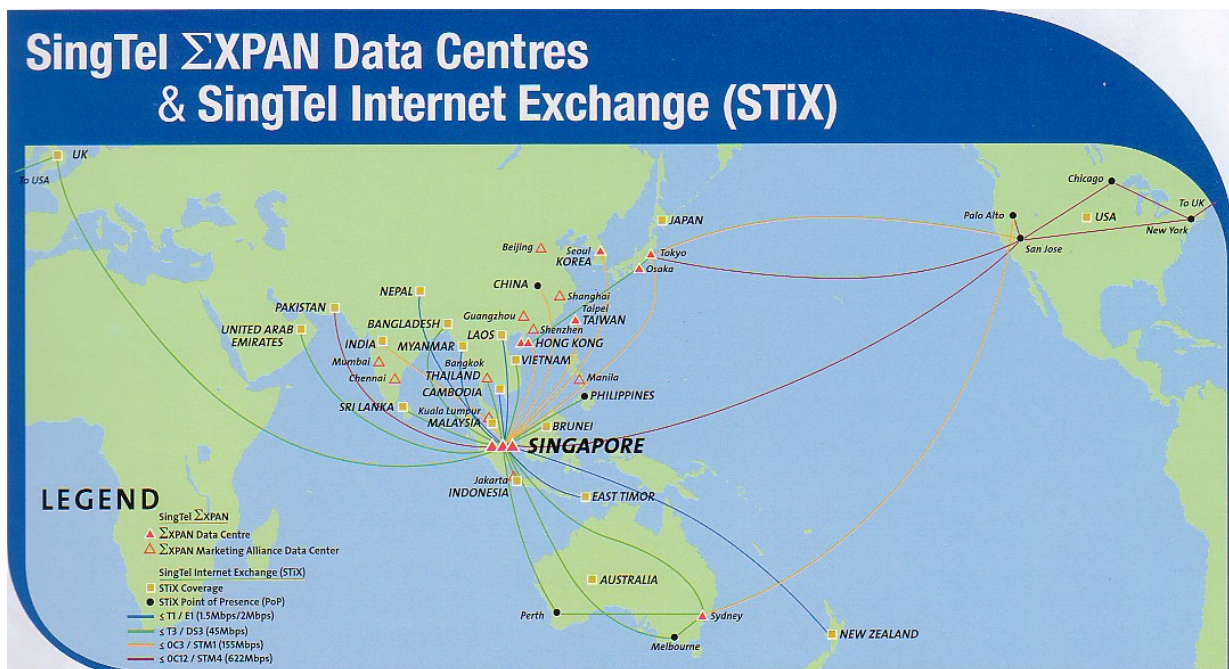 SingTel ΣXPAN Data Centres
& SingTel Internet Exchange (STiX)
UK
To USA
Chicago
To UK
JAPAN
Palo Alto
USA
New York
Beijing
Seoul
KOREA
Tokyo
San Jose
Osaka
NEPAL
CHINA
Shanghai
PAKISTAN
Guangzhou
Taipei
TAIWAN
UNITED ARAB
EMIRATES
BANGLADESH
LAOS
Shenzhen
HONG KONG
INDIA
MYANMAR
VIETNAM
Mumbai
Bangkok
THAILAND
Chennai
Manila
CAMBODIA
PHILIPPINES
SRI LANKA
Kuala Lumpur
MALAYSIA
BRUNEI
SINGAPORE
Jakarta
INDONESIA
EAST TIMOR
AUSTRALIA
Perth
Sydney
Melbourne
NEW ZEALAND
LEGEND
SingTel ΣXPAN
ΣXPAN Data Centre
ΣXPAN Marketing Alliance Data Center
SingTel Internet Exchange (STiX)
STiX Coverage
STiX Point of Presence (PoP)
≤ T1 / E1 (1.5Mbps/2Mbps)
≤ T3 / DS3 (45Mbps)
≤ OC3 / STM1 (155Mbps)
≤ OC12 / STM4 (622Mbps)